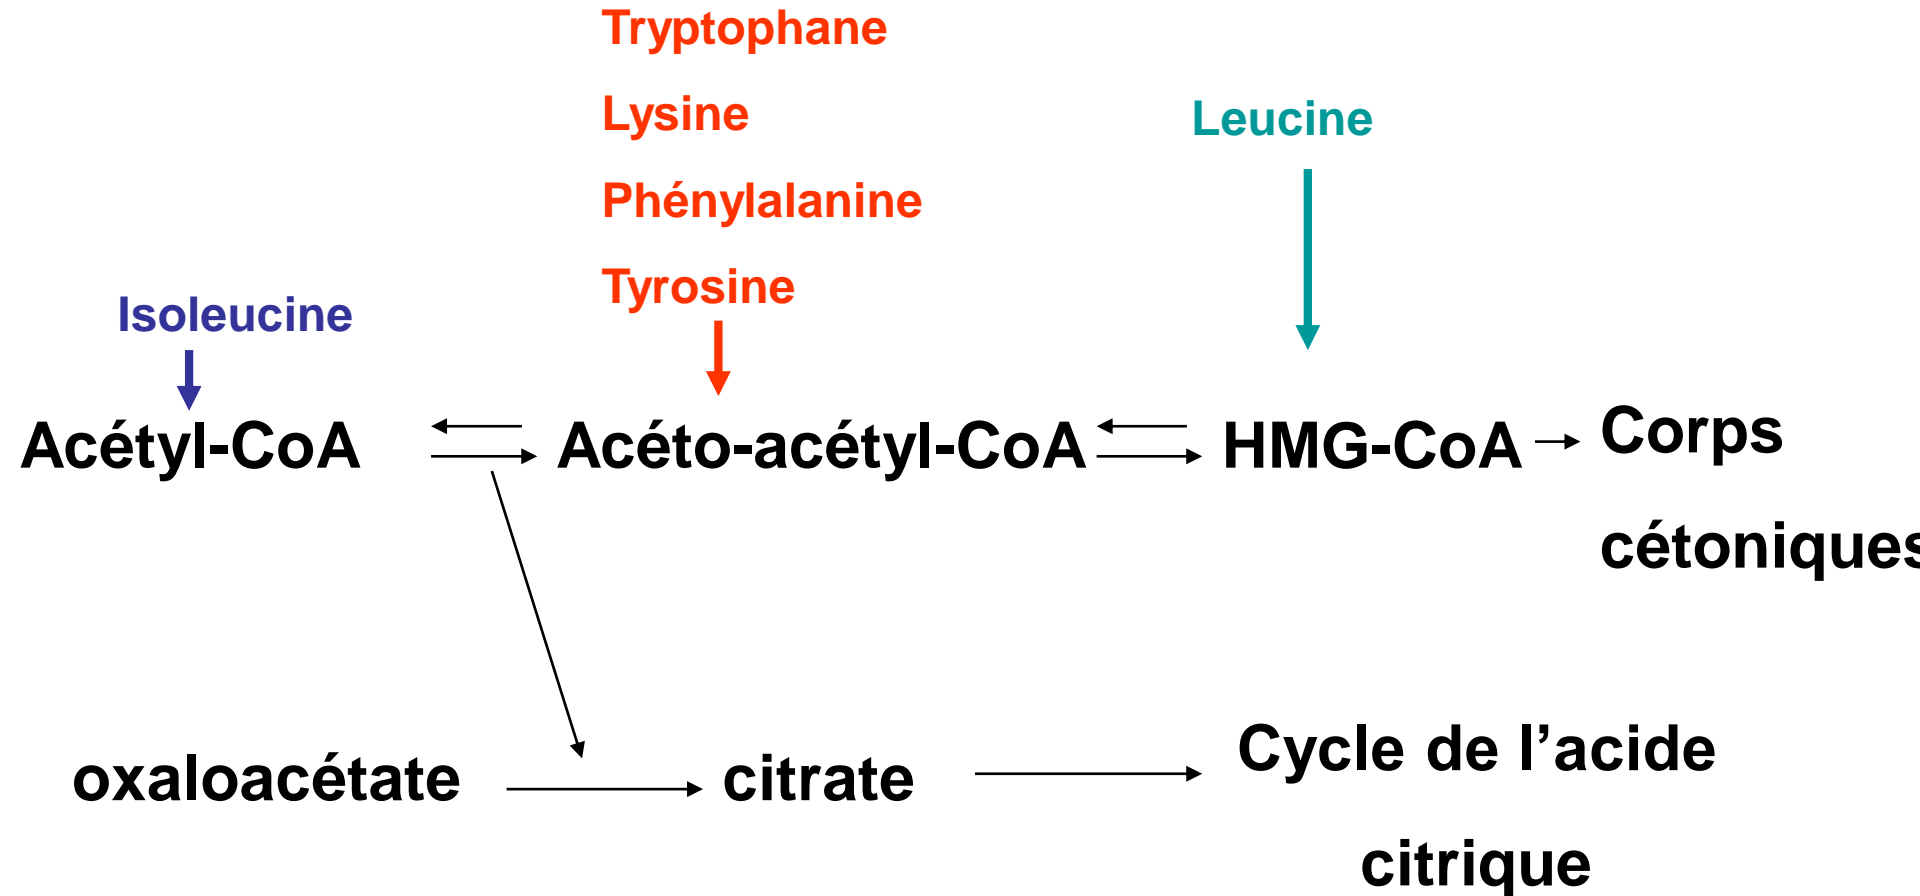 Tryptophane
Lysine
Phénylalanine
Tyrosine
Leucine
Isoleucine
Acétyl-CoA
Acéto-acétyl-CoA
HMG-CoA
Corps
cétoniques
oxaloacétate
citrate
Cycle de l’acide
citrique